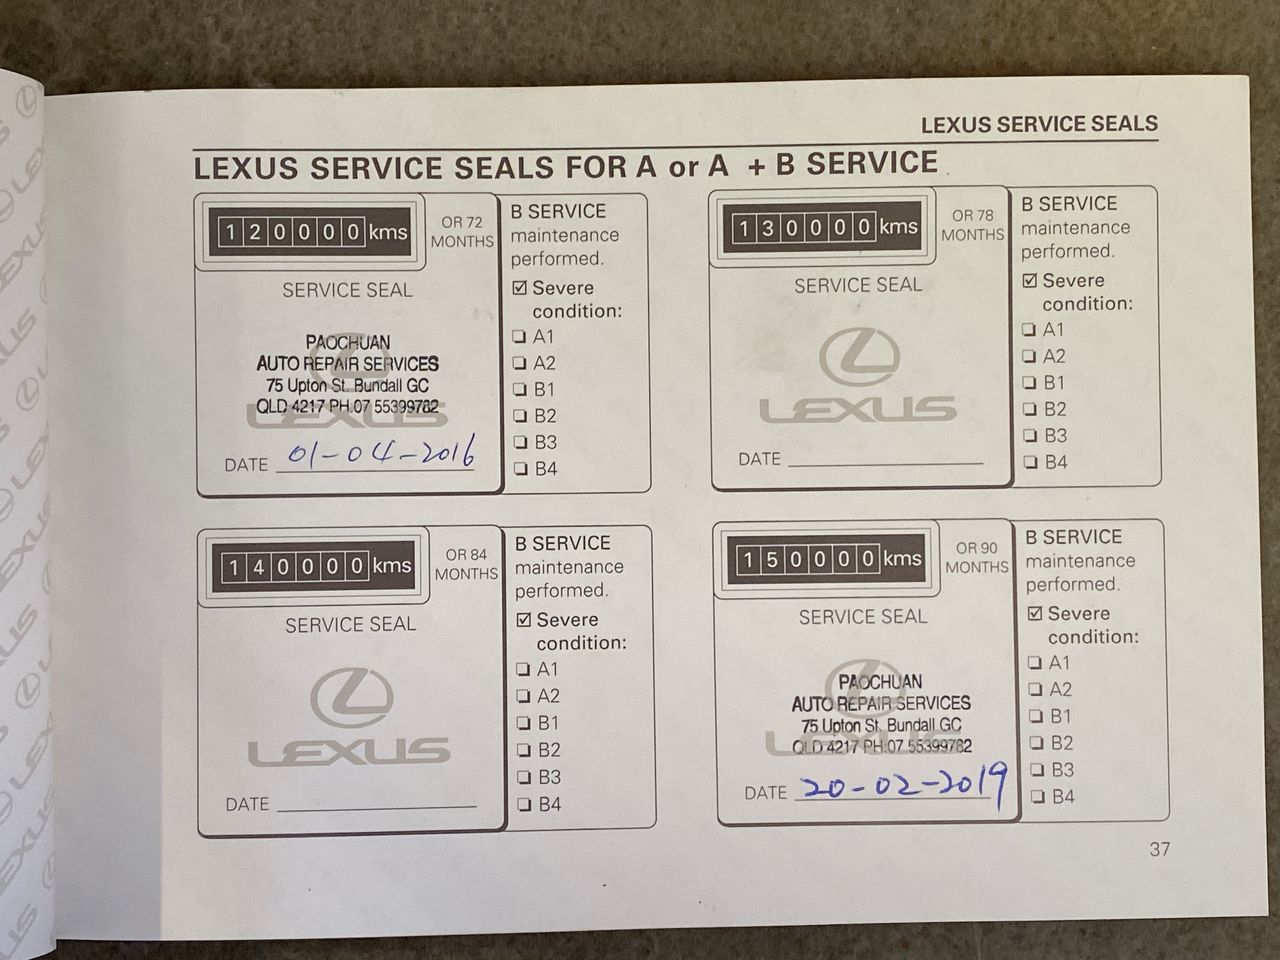 LEXUS SERVICE SEALS
LEXUS SERVICE SEALS FOR A or A + B SERVICE
120000 kms
OR 72
MONTHS
SERVICE SEAL
PAOCHUAN
AUTO REPAIR SERVICES
75 Upton St. Bundall GC
QLD 4217 PH:07 55399782
LEXUS
DATE 01-04-2016
B SERVICE
maintenance
performed.
☑ Severe
condition:
❏ A1
❏ A2
❏ B1
❏ B2
❏ B3
❏ B4
130000 kms
OR 78
MONTHS
SERVICE SEAL
LEXUS
DATE
B SERVICE
maintenance
performed.
☑ Severe
condition:
❏ A1
❏ A2
❏ B1
❏ B2
❏ B3
❏ B4
140000 kms
OR 84
MONTHS
SERVICE SEAL
LEXUS
DATE
B SERVICE
maintenance
performed.
☑ Severe
condition:
❏ A1
❏ A2
❏ B1
❏ B2
❏ B3
❏ B4
150000 kms
OR 90
MONTHS
SERVICE SEAL
PAOCHUAN
AUTO REPAIR SERVICES
75 Upton St. Bundall GC
QLD 4217 PH:07 55399782
LEXUS
DATE 20-02-2019
B SERVICE
maintenance
performed.
☑ Severe
condition:
❏ A1
❏ A2
❏ B1
❏ B2
❏ B3
❏ B4
37